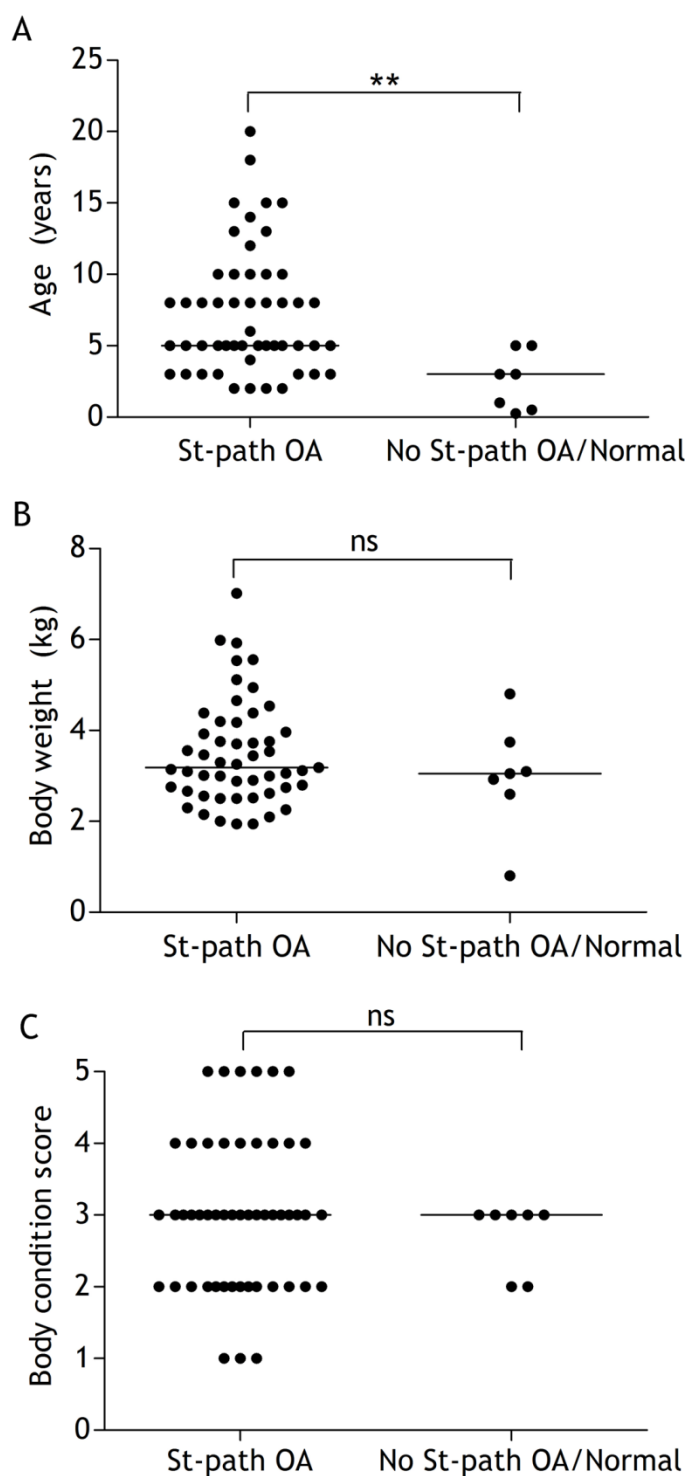 A
Age (years)
25
20
15
10
5
0
**
St-path OA
No St-path OA/Normal
B
Body weight (kg)
8
6
4
2
0
ns
St-path OA
No St-path OA/Normal
C
Body condition score
5
4
3
2
1
0
ns
St-path OA
No St-path OA/Normal